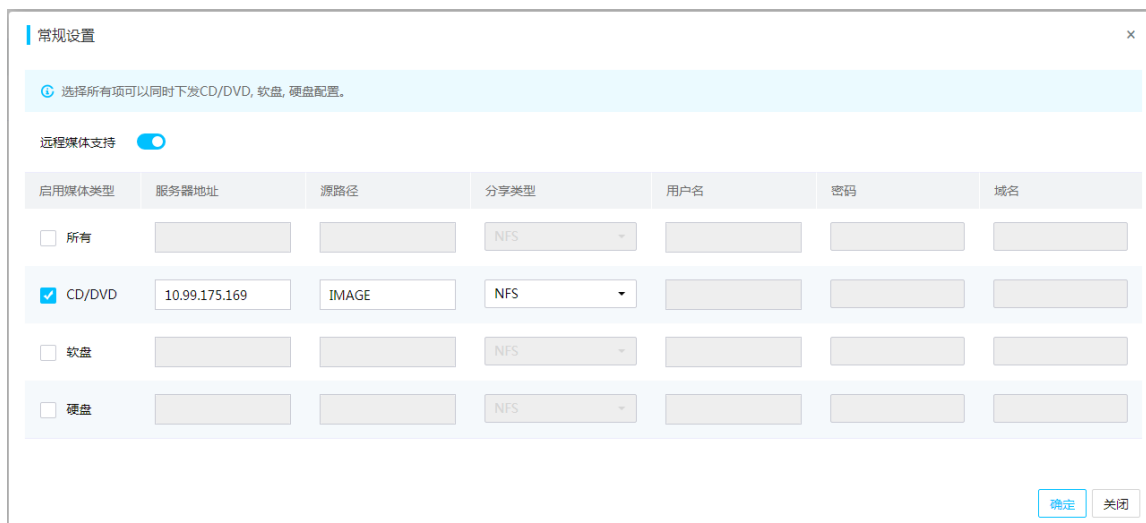 常规设置
×
选择所有项可以同时下发CD/DVD, 软盘, 硬盘配置。
远程媒体支持
启用媒体类型 服务器地址 源路径 分享类型 用户名 密码 域名
所有 NFS
CD/DVD 10.99.175.169 IMAGE NFS
软盘 NFS
硬盘 NFS
确定 关闭